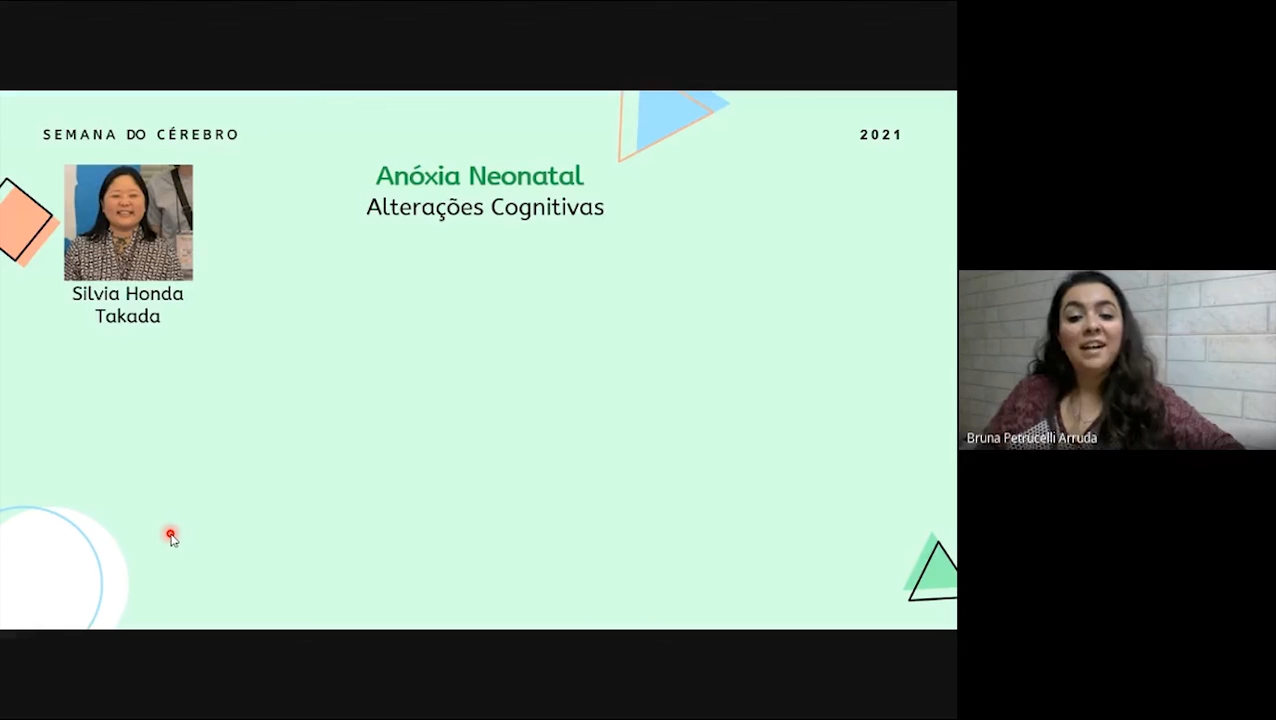 SEMANA DO CÉREBRO
2021
Anóxia Neonatal
Alterações Cognitivas
Silvia Honda
Takada
Bruna Petrucelli Arruda